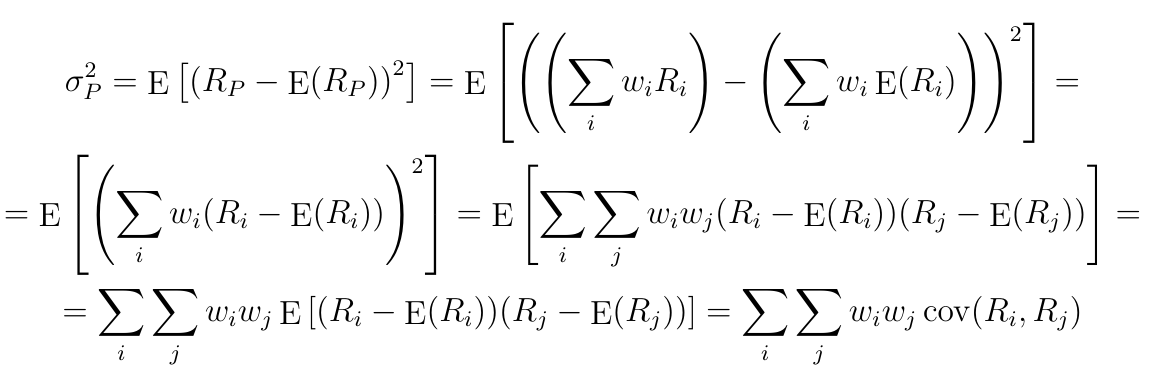 σ_P^2 = E [(R_P − E(R_P))^2] = E [(((∑_i w_i R_i) − (∑_i w_i E(R_i))))^2] =
= E [(∑_i w_i(R_i − E(R_i)))^2] = E [∑_i ∑_j w_i w_j(R_i − E(R_i))(R_j − E(R_j))] =
= ∑_i ∑_j w_i w_j E [(R_i − E(R_i))(R_j − E(R_j))] = ∑_i ∑_j w_i w_j cov(R_i, R_j)